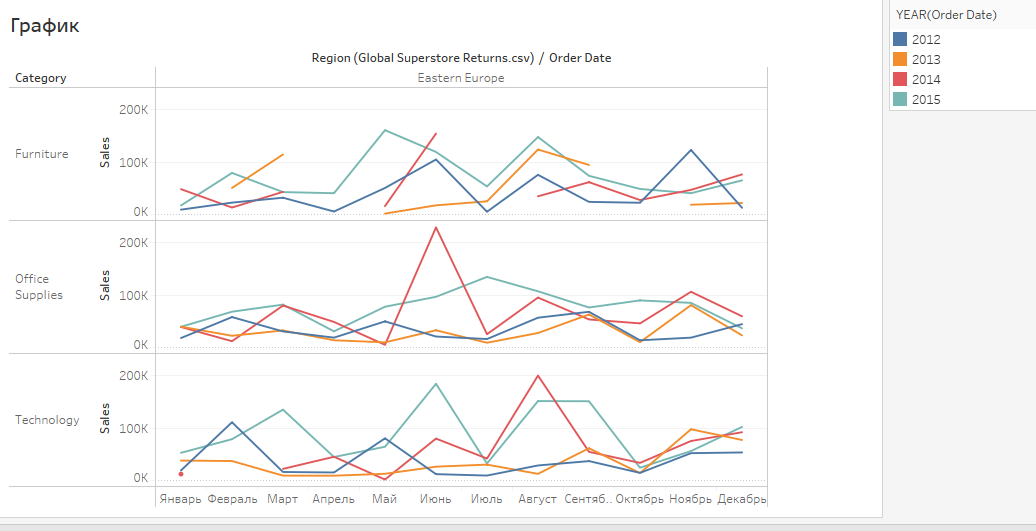 График
YEAR(Order Date)
2012
2013
2014
2015
Region (Global Superstore Returns.csv) / Order Date
Category
Eastern Europe
Furniture
Sales
200K
100K
0K
Office
Supplies
Sales
200K
100K
0K
Technology
Sales
200K
100K
0K
Январь Февраль Март Апрель Май Июнь Июль Август Сентяб.. Октябрь Ноябрь Декабрь